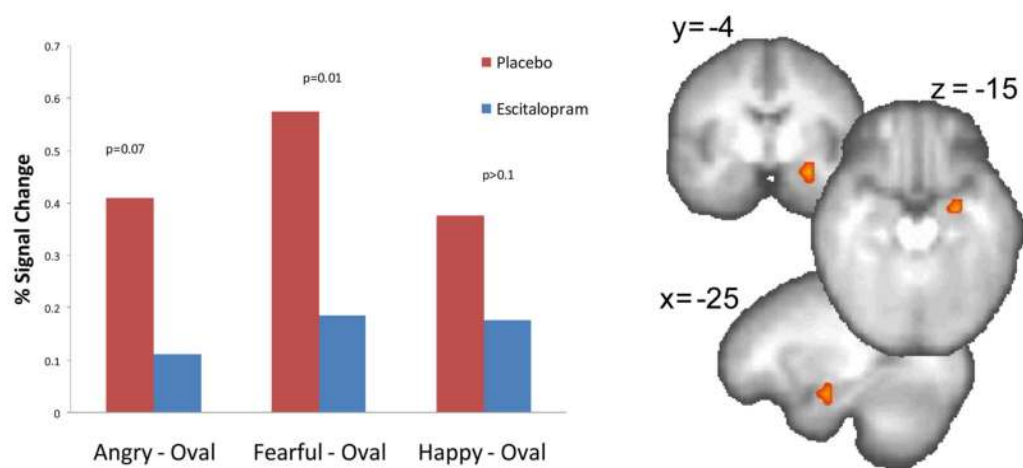 % Signal Change
0.7
0.6
0.5
0.4
0.3
0.2
0.1
0
p=0.07
p=0.01
p>0.1
Placebo
Escitalopram
Angry - Oval
Fearful - Oval
Happy - Oval
y= -4
z = -15
x= -25